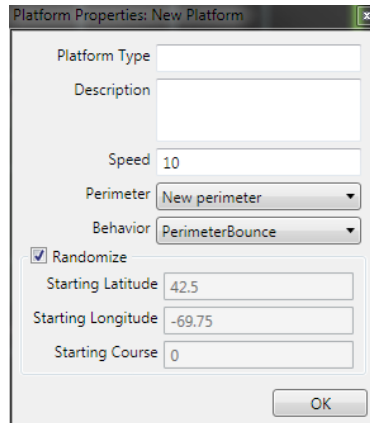 Platform Properties: New Platform
Platform Type
Description
Speed 10
Perimeter New perimeter
Behavior PerimeterBounce
Randomize
Starting Latitude 42.5
Starting Longitude -69.75
Starting Course 0
OK